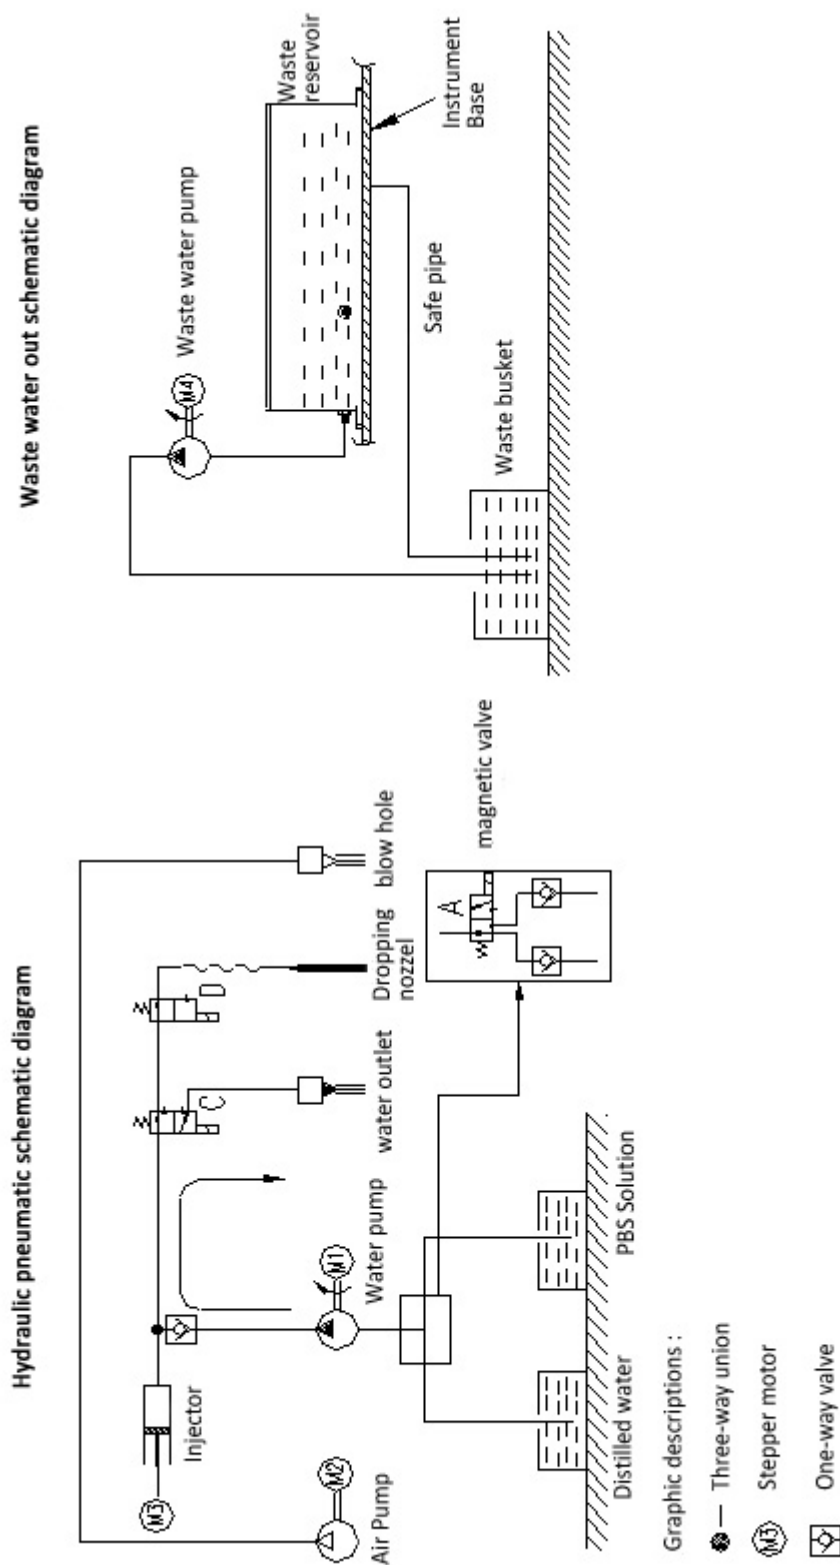 Hydraulic pneumatic schematic diagram
M3
Injector
M2
Air Pump
M1
Water pump
C
D
water outlet
Dropping
nozzel
blow hole
Distilled water
PBS Solution
A
magnetic valve
Graphic descriptions :
Three-way union
M3
Stepper motor
One-way valve
Waste water out schematic diagram
M4
Waste water pump
Waste
reservoir
Instrument
Base
Safe pipe
Waste busket